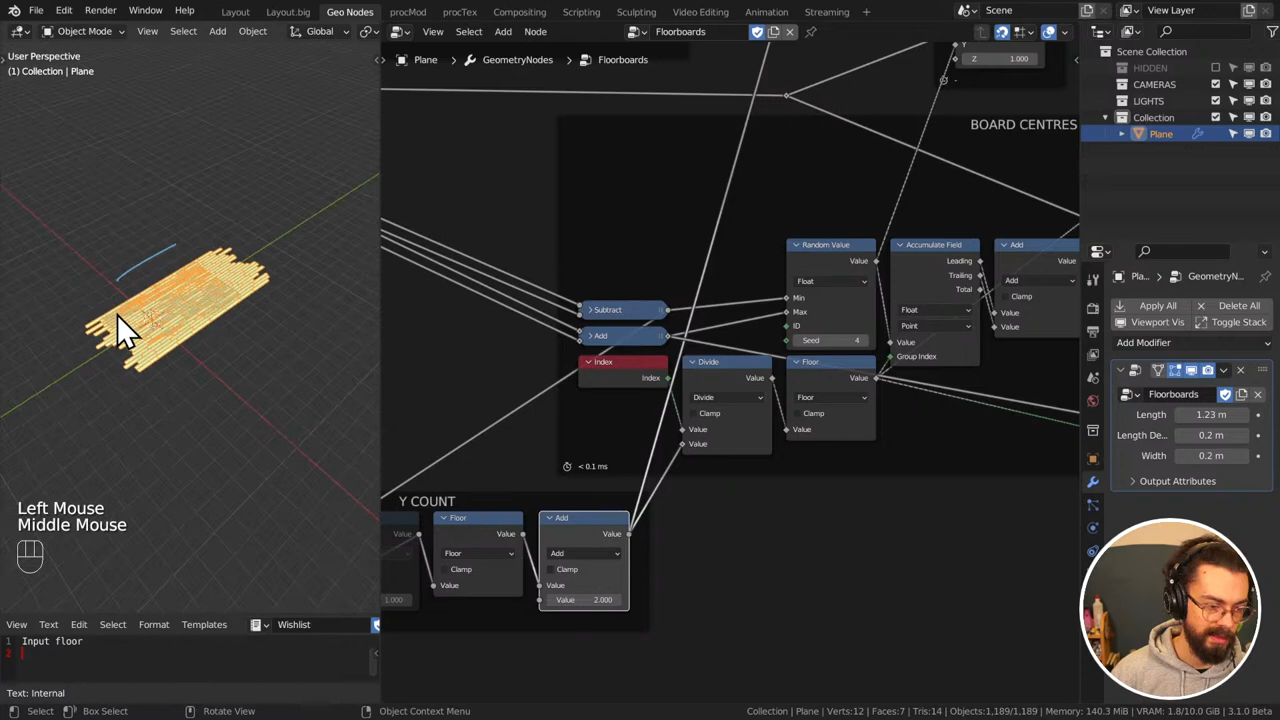 File Edit Render Window Help Layout Layout.big Geo Nodes procMod procTex Compositing Scripting Sculpting Video Editing Animation Streaming + Scene View Layer
Object Mode View Select Add Object Global View Select Add Node Floorboards
User Perspective
(1) Collection | Plane
Plane > GeometryNodes > Floorboards
Scene Collection
HIDDEN
CAMERAS
LIGHTS
Collection
Plane
Y
Z 1.000
BOARD CENTRES
Random Value
Value
Float
Min
Max
ID
Seed 4
Accumulate Field
Leading
Trailing
Total
Float
Point
Value
Group Index
Add
Value
Add
Clamp
Value
Value
Subtract
Add
Index
Index
Divide
Value
Divide
Clamp
Value
Value
Floor
Value
Floor
Clamp
Value
< 0.1 ms
Y COUNT
Value
1.000
Floor
Value
Floor
Clamp
Value
Add
Value
Add
Clamp
Value
Value 2.000
Pla... > GeometryN...
Apply All Delete All
Viewport Vis Toggle Stack
Add Modifier
Floorboards
Length 1.23 m
Length De... 0.2 m
Width 0.2 m
Output Attributes
Left Mouse
Middle Mouse
View Text Edit Select Format Templates Wishlist
1 Input floor
2
Text: Internal
Select Box Select Rotate View Object Context Menu Collection | Plane | Verts:12 | Faces:7 | Tris:14 | Objects:1,189/1,189 | Memory: 140.3 MiB | VRAM: 1.8/10.0 GiB | 3.1.0 Beta